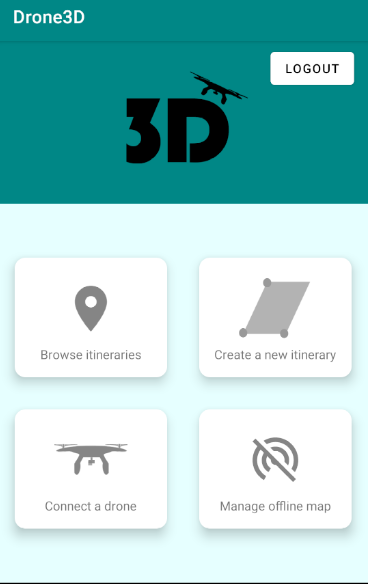 Drone3D
LOGOUT
3D
Browse itineraries
Create a new itinerary
Connect a drone
Manage offline map